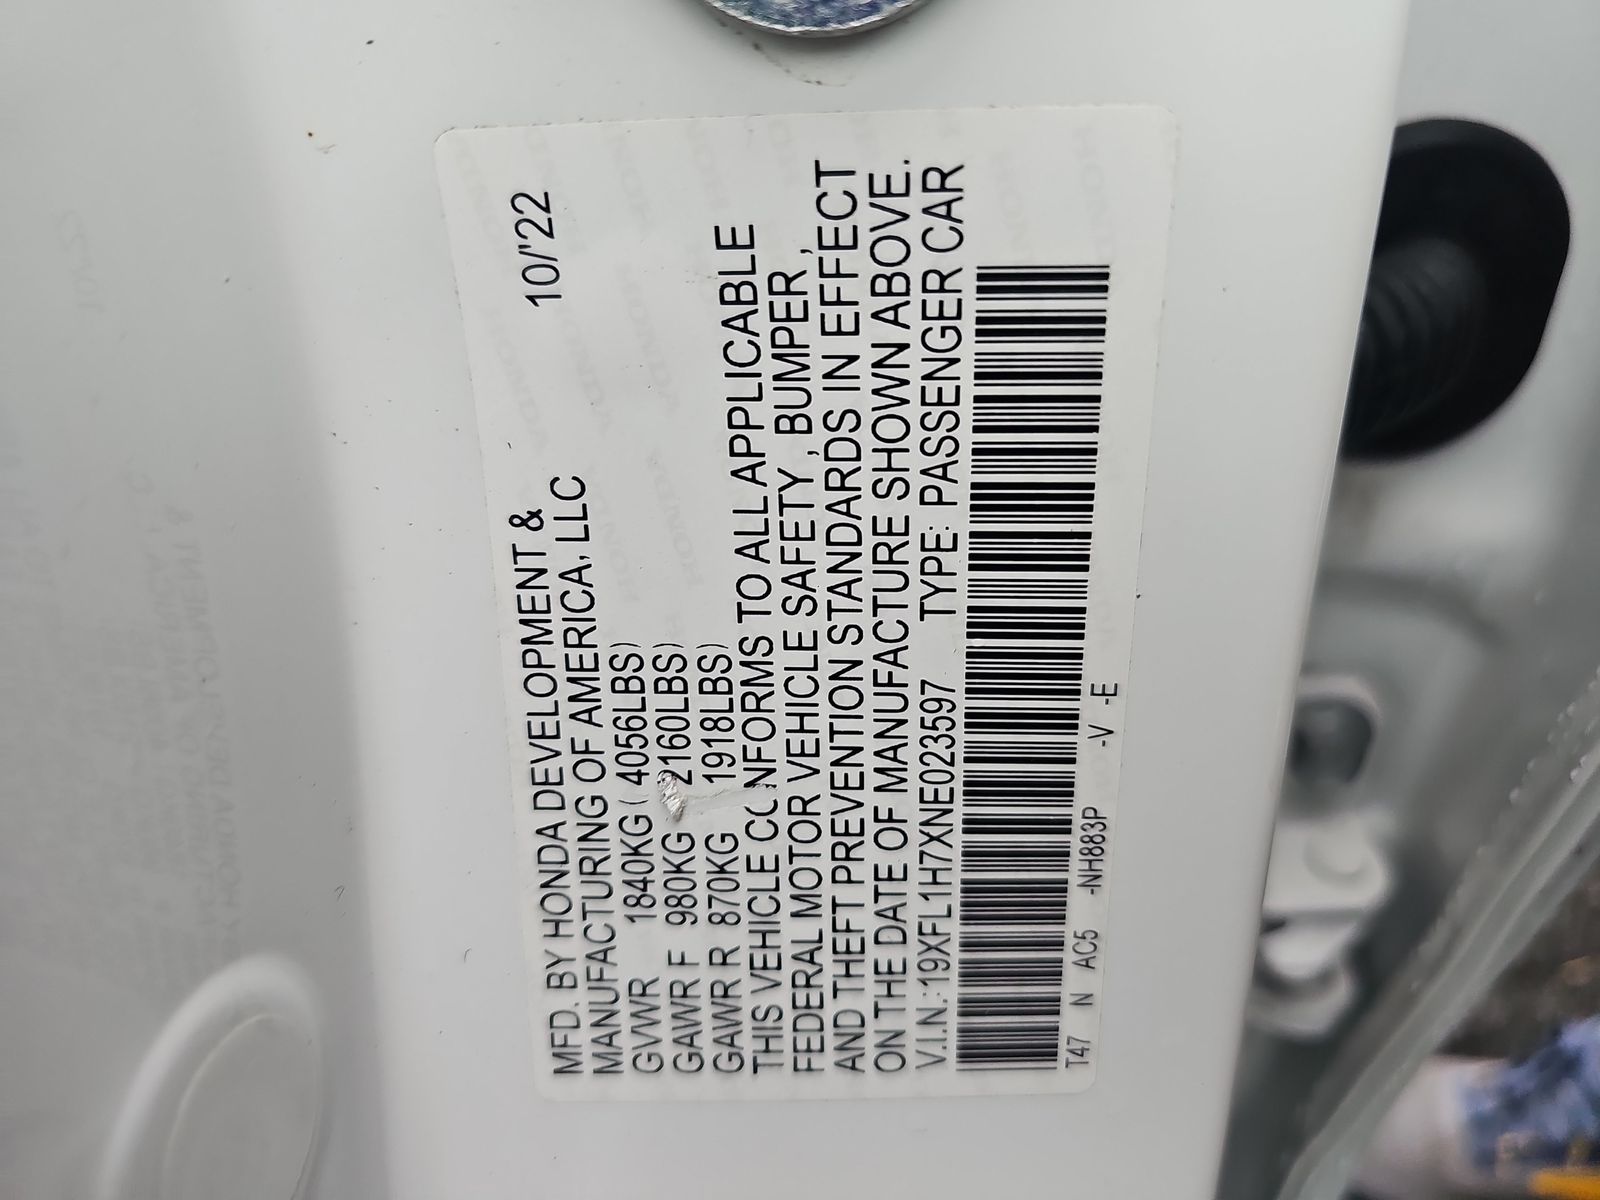 MFD. BY HONDA DEVELOPMENT & 10/'22
MANUFACTURING OF AMERICA, LLC
GVWR 1840KG ( 4056LBS)
GAWR F 980KG 2160LBS)
GAWR R 870KG 1918LBS)
THIS VEHICLE CONFORMS TO ALL APPLICABLE
FEDERAL MOTOR VEHICLE SAFETY , BUMPER ,
AND THEFT PREVENTION STANDARDS IN EFFECT
ON THE DATE OF MANUFACTURE SHOWN ABOVE.
V.I.N.:19XFL1H7XNE023597 TYPE: PASSENGER CAR
T47 N AC5 -NH883P -V -E